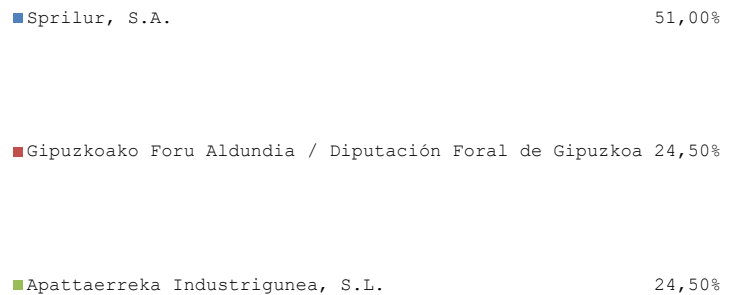 Sprilur, S.A. 51,00%
Gipuzkoako Foru Aldundia / Diputación Foral de Gipuzkoa 24,50%
Apattaerreka Industrigunea, S.L. 24,50%